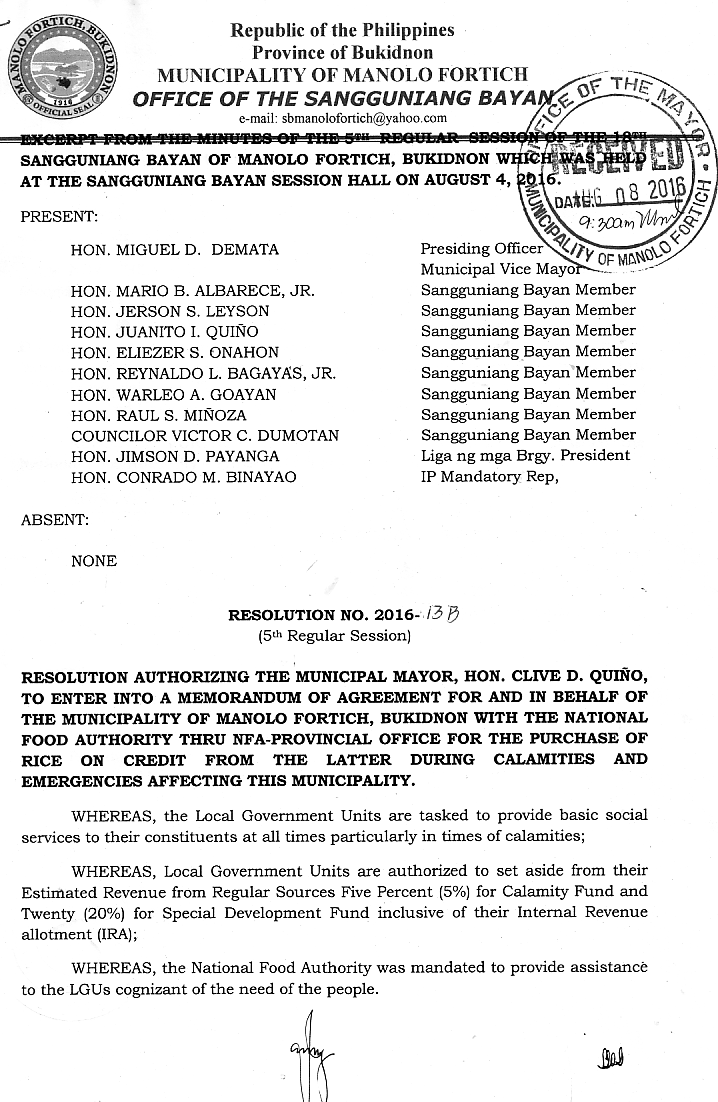 Republic of the Philippines
Province of Bukidnon
MUNICIPALITY OF MANOLO FORTICH
OFFICE OF THE SANGGUNIANG BAYAN
e-mail: sbmanolofortich@yahoo.com
MANOLO FORTICH, BUKIDNON
1916
OFFICIAL SEAL
OFFICE OF THE MAYOR
RECEIVED
DATE: AUG 08 2016
9:30am
MUNICIPALITY OF MANOLO FORTICH
EXCERPT FROM THE MINUTES OF THE 5TH REGULAR SESSION OF THE 18TH
SANGGUNIANG BAYAN OF MANOLO FORTICH, BUKIDNON WHICH WAS HELD
AT THE SANGGUNIANG BAYAN SESSION HALL ON AUGUST 4, 2016.
PRESENT:
HON. MIGUEL D. DEMATA Presiding Officer
Municipal Vice Mayor
HON. MARIO B. ALBARECE, JR. Sangguniang Bayan Member
HON. JERSON S. LEYSON Sangguniang Bayan Member
HON. JUANITO I. QUIÑO Sangguniang Bayan Member
HON. ELIEZER S. ONAHON Sangguniang Bayan Member
HON. REYNALDO L. BAGAYAS, JR. Sangguniang Bayan Member
HON. WARLEO A. GOAYAN Sangguniang Bayan Member
HON. RAUL S. MIÑOZA Sangguniang Bayan Member
COUNCILOR VICTOR C. DUMOTAN Sangguniang Bayan Member
HON. JIMSON D. PAYANGA Liga ng mga Brgy. President
HON. CONRADO M. BINAYAO IP Mandatory Rep,
ABSENT:
NONE
RESOLUTION NO. 2016-13B
(5th Regular Session)
RESOLUTION AUTHORIZING THE MUNICIPAL MAYOR, HON. CLIVE D. QUIÑO,
TO ENTER INTO A MEMORANDUM OF AGREEMENT FOR AND IN BEHALF OF
THE MUNICIPALITY OF MANOLO FORTICH, BUKIDNON WITH THE NATIONAL
FOOD AUTHORITY THRU NFA-PROVINCIAL OFFICE FOR THE PURCHASE OF
RICE ON CREDIT FROM THE LATTER DURING CALAMITIES AND
EMERGENCIES AFFECTING THIS MUNICIPALITY.
WHEREAS, the Local Government Units are tasked to provide basic social
services to their constituents at all times particularly in times of calamities;
WHEREAS, Local Government Units are authorized to set aside from their
Estimated Revenue from Regular Sources Five Percent (5%) for Calamity Fund and
Twenty (20%) for Special Development Fund inclusive of their Internal Revenue
allotment (IRA);
WHEREAS, the National Food Authority was mandated to provide assistance
to the LGUs cognizant of the need of the people.